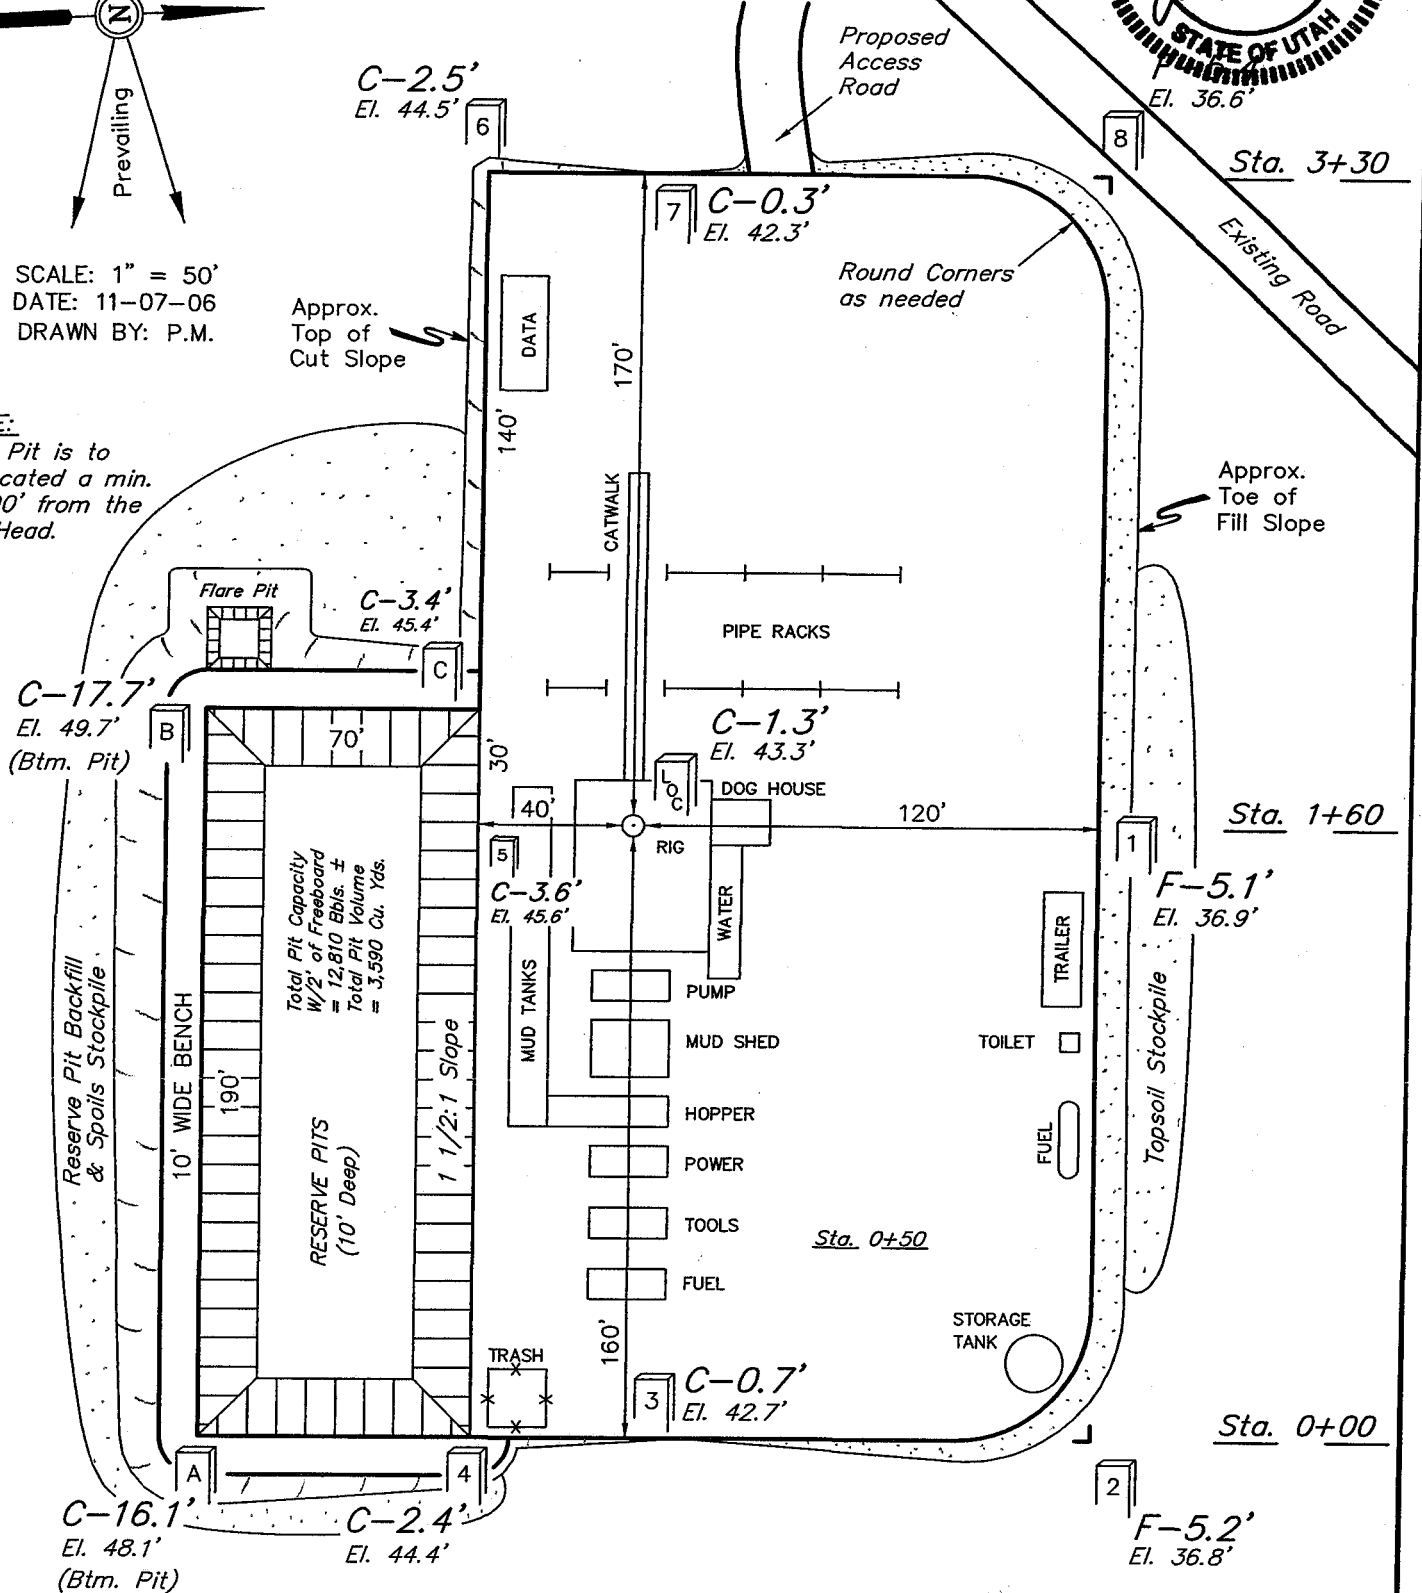 N
Prevailing
SCALE: 1" = 50'
DATE: 11-07-06
DRAWN BY: P.M.
STATE OF UTAH
El. 36.6'
8
Sta. 3+30
Proposed
Access
Road
C-2.5'
El. 44.5'
6
7
C-0.3'
El. 42.3'
Round Corners
as needed
Existing Road
Approx.
Top of
Cut Slope
DATA
170'
140'
Pit is to
a min.
from the
Head.
CATWALK
Approx.
Toe of
Fill Slope
Flare Pit
C-3.4'
El. 45.4'
C
PIPE RACKS
C-17.7'
El. 49.7'
(Btm. Pit)
B
70'
30'
C-1.3'
El. 43.3'
LOC
DOG HOUSE
40'
120'
RIG
Sta. 1+60
5
C-3.6'
El. 45.6'
1
F-5.1'
El. 36.9'
Total Pit Capacity
W/2' of Freeboard
= 12,810 Bbls. ±
Total Pit Volume
= 3,590 Cu. Yds.
WATER
TRAILER
MUD TANKS
PUMP
MUD SHED
TOILET
HOPPER
FUEL
POWER
TOOLS
FUEL
Reserve Pit Backfill
& Spoils Stockpile
10' WIDE BENCH
190'
RESERVE PITS
(10' Deep)
1 1/2:1 Slope
Topsoil Stockpile
Sta. 0+50
STORAGE
TANK
TRASH
160'
3
C-0.7'
El. 42.7'
Sta. 0+00
A
4
2
C-16.1'
El. 48.1'
(Btm. Pit)
C-2.4'
El. 44.4'
F-5.2'
El. 36.8'